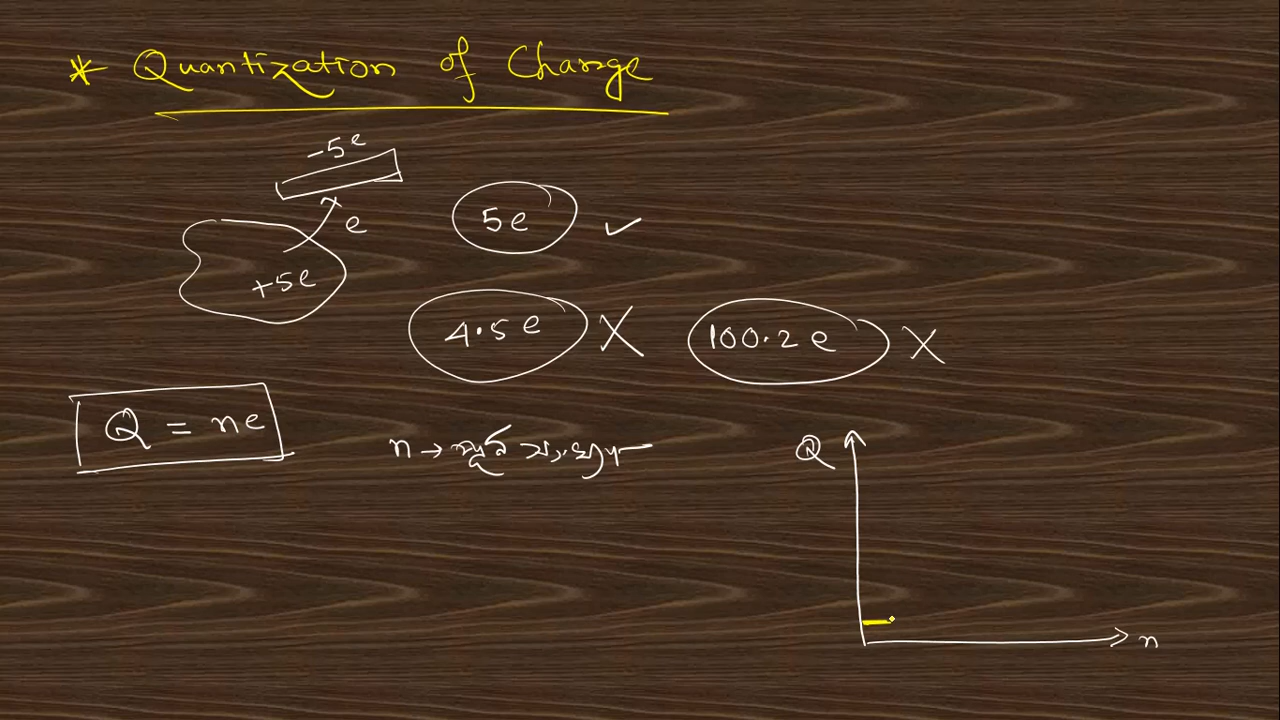 * Quantization of Charge
-5e
e
+5e
5e ✓
4.5e X 100.2e X
Q = ne
n → পূর্ণ সংখ্যা
Q
n